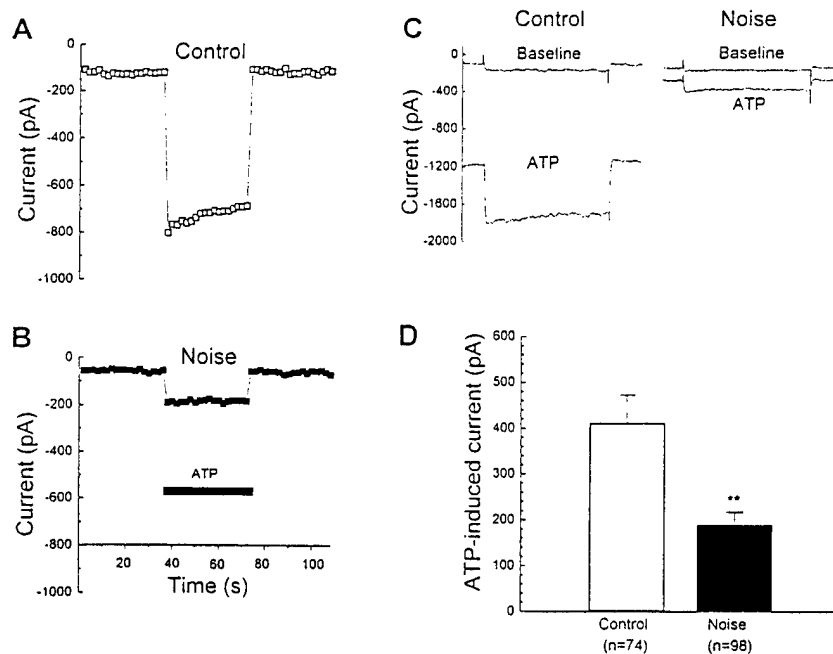 A
Control
Current (pA)
-0
-200
-400
-600
-800
-1000
B
Noise
ATP
Current (pA)
0
-200
-400
-600
-800
-1000
20
40
60
80
100
Time (s)
C
Control
Noise
Current (pA)
0
-400
-800
-1200
-1600
-2000
Baseline
ATP
Baseline
ATP
D
ATP-induced current (pA)
600
500
400
300
200
100
0
**
Control
(n=74)
Noise
(n=98)